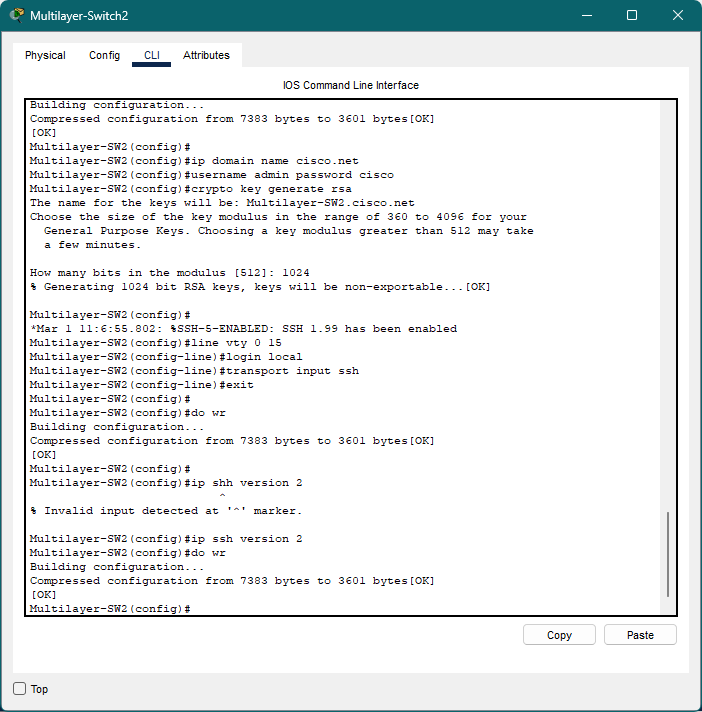 Multilayer-Switch2
Physical Config CLI Attributes
IOS Command Line Interface
Building configuration...
Compressed configuration from 7383 bytes to 3601 bytes[OK]
[OK]
Multilayer-SW2(config)#
Multilayer-SW2(config)#ip domain name cisco.net
Multilayer-SW2(config)#username admin password cisco
Multilayer-SW2(config)#crypto key generate rsa
The name for the keys will be: Multilayer-SW2.cisco.net
Choose the size of the key modulus in the range of 360 to 4096 for your
  General Purpose Keys. Choosing a key modulus greater than 512 may take
  a few minutes.
How many bits in the modulus [512]: 1024
% Generating 1024 bit RSA keys, keys will be non-exportable...[OK]
Multilayer-SW2(config)#
*Mar 1 11:6:55.802: %SSH-5-ENABLED: SSH 1.99 has been enabled
Multilayer-SW2(config)#line vty 0 15
Multilayer-SW2(config-line)#login local
Multilayer-SW2(config-line)#transport input ssh
Multilayer-SW2(config-line)#exit
Multilayer-SW2(config)#
Multilayer-SW2(config)#do wr
Building configuration...
Compressed configuration from 7383 bytes to 3601 bytes[OK]
[OK]
Multilayer-SW2(config)#
Multilayer-SW2(config)#ip shh version 2
                           ^
% Invalid input detected at '^' marker.
Multilayer-SW2(config)#ip ssh version 2
Multilayer-SW2(config)#do wr
Building configuration...
Compressed configuration from 7383 bytes to 3601 bytes[OK]
[OK]
Multilayer-SW2(config)#
Copy Paste
Top